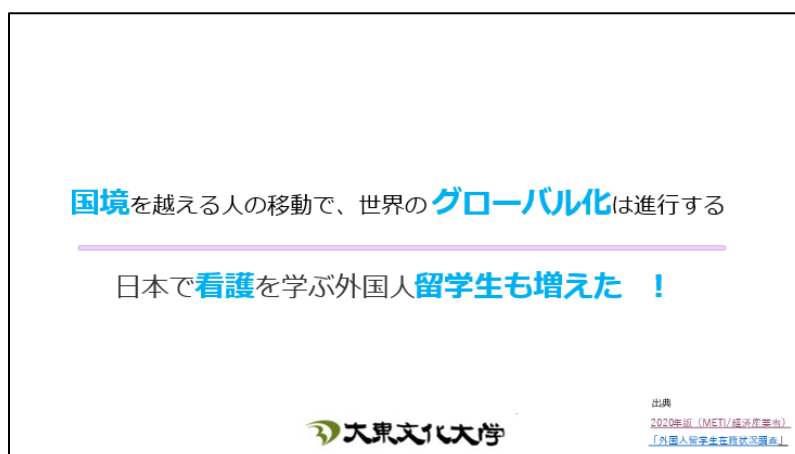 国境を越える人の移動で、世界のグローバル化は進行する
日本で看護を学ぶ外国人留学生も増えた !
大東文化大学
出典
2020年版（METI/経済産業省）
「外国人留学生在籍状況調査」